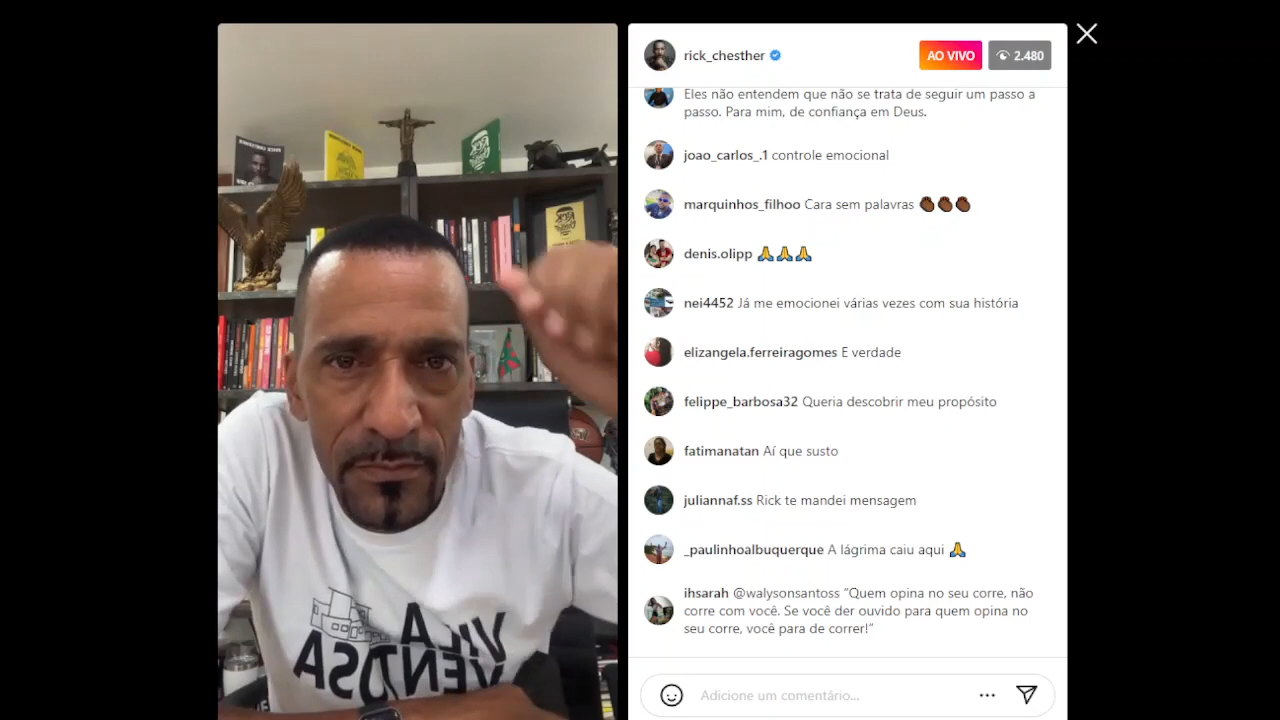 rick_chesther
AO VIVO
2.480
Eles não entendem que não se trata de seguir um passo a
passo. Para mim, de confiança em Deus.
joao_carlos_.1 controle emocional
marquinhos_filhoo Cara sem palavras 👏🏾👏🏾👏🏾
denis.olipp 🙏🙏🙏
nei4452 Já me emocionei várias vezes com sua história
elizangela.ferreiragomes E verdade
felippe_barbosa32 Queria descobrir meu propósito
fatimanatan Aí que susto
juliannaf.ss Rick te mandei mensagem
_paulinhoalbuquerque A lágrima caiu aqui 🙏
ihsarah @walysonsantoss “Quem opina no seu corre, não
corre com você. Se você der ouvido para quem opina no
seu corre, você para de correr!”
Adicione um comentário...
VILA
VENTOSA